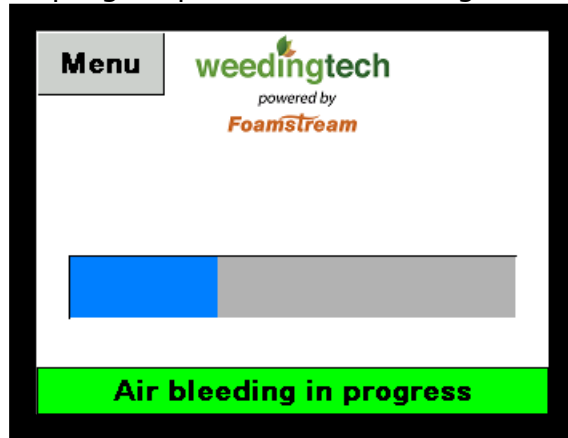 Menu
weedingtech
powered by
Foamstream
Air bleeding in progress